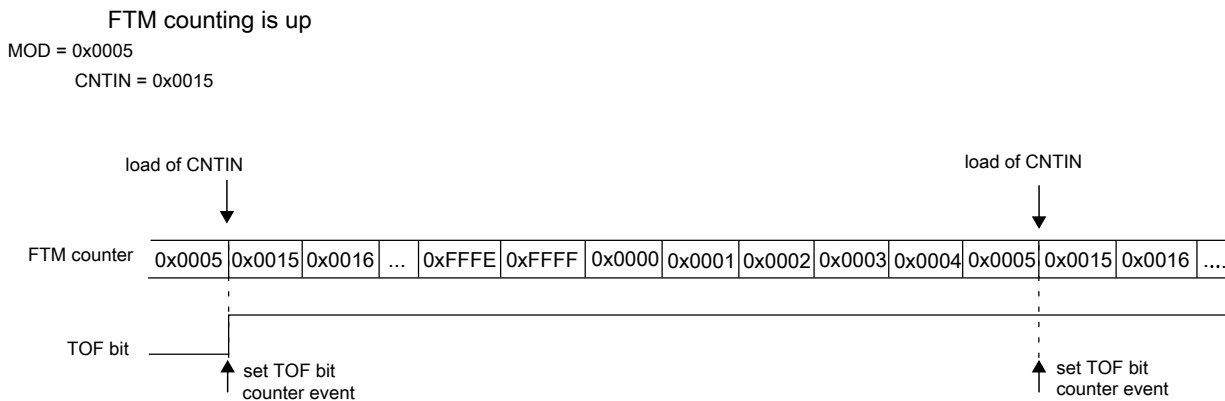 FTM counting is up
MOD = 0x0005
CNTIN = 0x0015
load of CNTIN load of CNTIN
FTM counter 0x0005 0x0015 0x0016 ... 0xFFFE 0xFFFF 0x0000 0x0001 0x0002 0x0003 0x0004 0x0005 0x0015 0x0016 ....
TOF bit
set TOF bit set TOF bit
counter event counter event